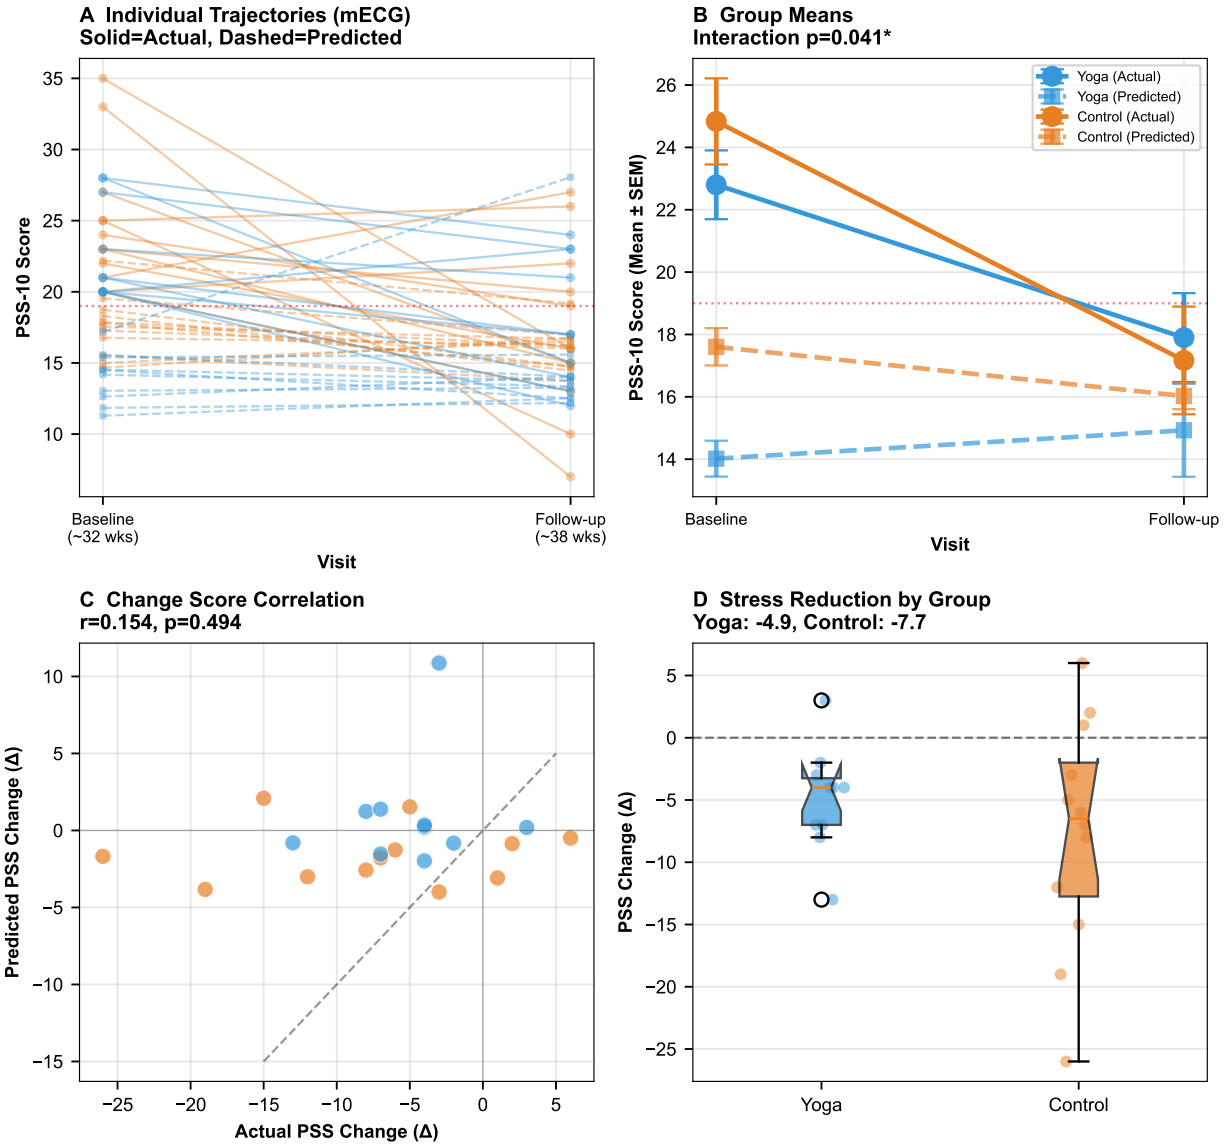 A  Individual Trajectories (mECG)
Solid=Actual, Dashed=Predicted
PSS-10 Score
35
30
25
20
15
10
Baseline
(~32 wks)
Follow-up
(~38 wks)
Visit
B  Group Means
Interaction p=0.041*
PSS-10 Score (Mean ± SEM)
26
24
22
20
18
16
14
Yoga (Actual)
Yoga (Predicted)
Control (Actual)
Control (Predicted)
Baseline
Follow-up
Visit
C  Change Score Correlation
r=0.154, p=0.494
Predicted PSS Change (Δ)
10
5
0
−5
−10
−15
−25
−20
−15
−10
−5
0
5
Actual PSS Change (Δ)
D  Stress Reduction by Group
Yoga: -4.9, Control: -7.7
PSS Change (Δ)
5
0
−5
−10
−15
−20
−25
Yoga
Control